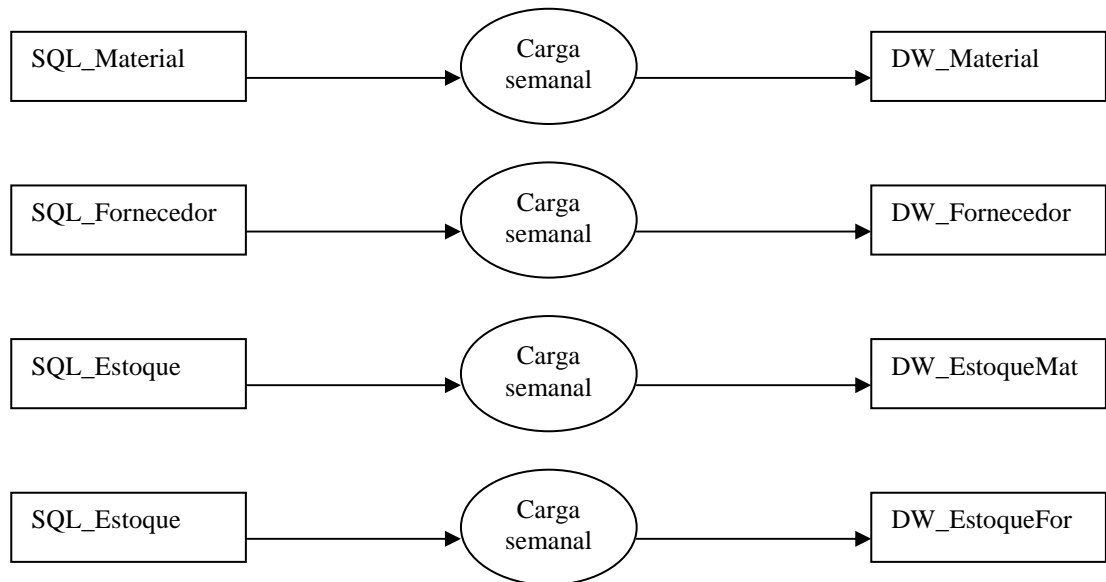 SQL_Material
Carga
semanal
DW_Material
SQL_Fornecedor
Carga
semanal
DW_Fornecedor
SQL_Estoque
Carga
semanal
DW_EstoqueMat
SQL_Estoque
Carga
semanal
DW_EstoqueFor